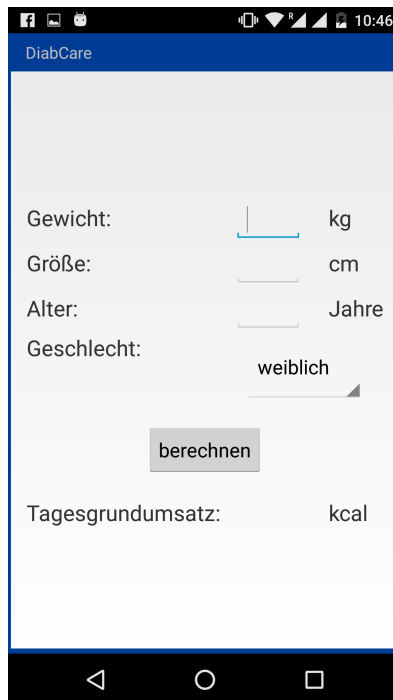 R 10:46
DiabCare
Gewicht: kg
Größe: cm
Alter: Jahre
Geschlecht:
weiblich
berechnen
Tagesgrundumsatz: kcal